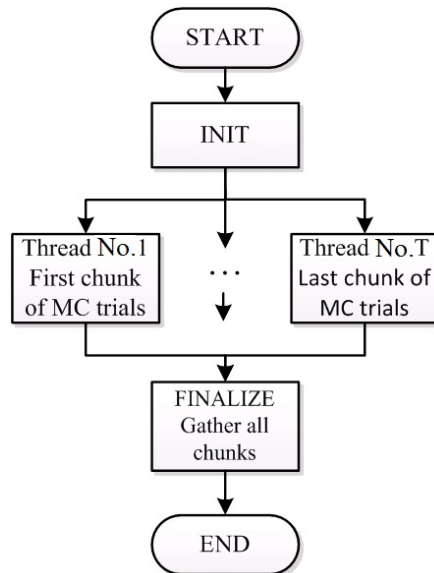 START
INIT
Thread No.1
First chunk
of MC trials
...
Thread No.T
Last chunk of
MC trials
FINALIZE
Gather all
chunks
END